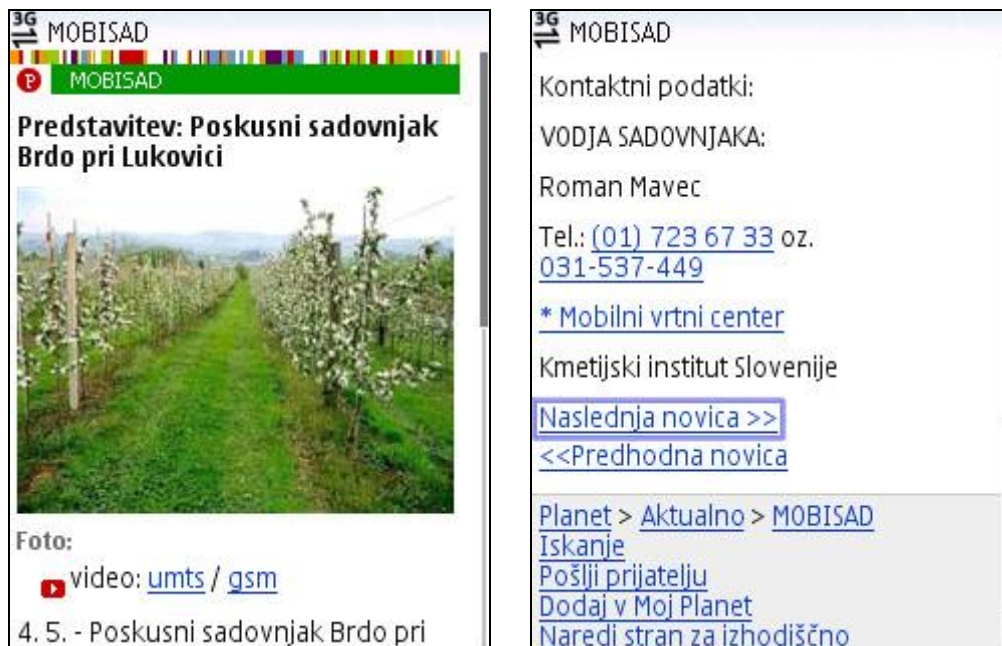 3G MOBISAD
P MOBISAD
Predstavitev: Poskusni sadovnjak
Brdo pri Lukovici
Foto:
video: umts / gsm
4. 5. - Poskusni sadovnjak Brdo pri
3G MOBISAD
Kontaktni podatki:
VODJA SADOVNJAKA:
Roman Mavec
Tel.: (01) 723 67 33 oz.
031-537-449
* Mobilni vrtni center
Kmetijski institut Slovenije
Naslednja novica >>
<<Predhodna novica
Planet > Aktualno > MOBISAD
Iskanje
Pošlji prijatelju
Dodaj v Moj Planet
Naredi stran za izhodiščno